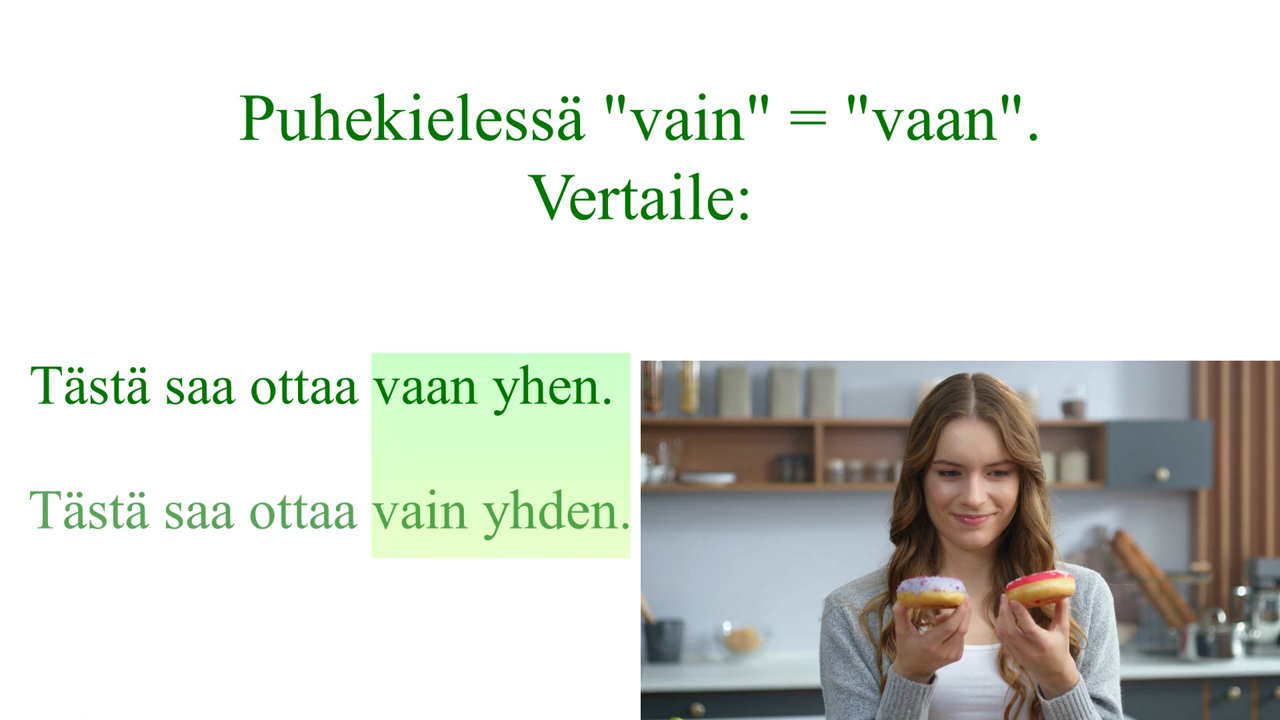 Puhekielessä "vain" = "vaan".
Vertaile:
Tästä saa ottaa vaan yhen.
Tästä saa ottaa vain yhden.